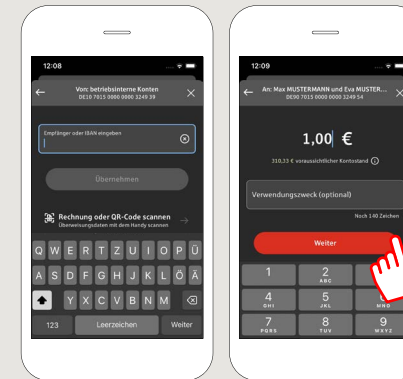 12:08
Von: betriebsinterne Konten
DE10 7015 0000 0000 3249 39
Empfänger oder IBAN eingeben
Übernehmen
Rechnung oder QR-Code scannen
Überweisungsdaten mit dem Handy scannen
Q W E R T Z U I O P Ü
A S D F G H J K L Ö Ä
Y X C V B N M
123 Leerzeichen Weiter
12:09
An: Max MUSTERMANN und Eva MUSTER...
DE90 7015 0000 0000 3249 54
1,00 €
310,33 € voraussichtlicher Kontostand
Verwendungszweck (optional)
Noch 140 Zeichen
Weiter
1 2
ABC
4 5 6
GHI JKL MNO
7 8 9
PQRS TUV WXYZ